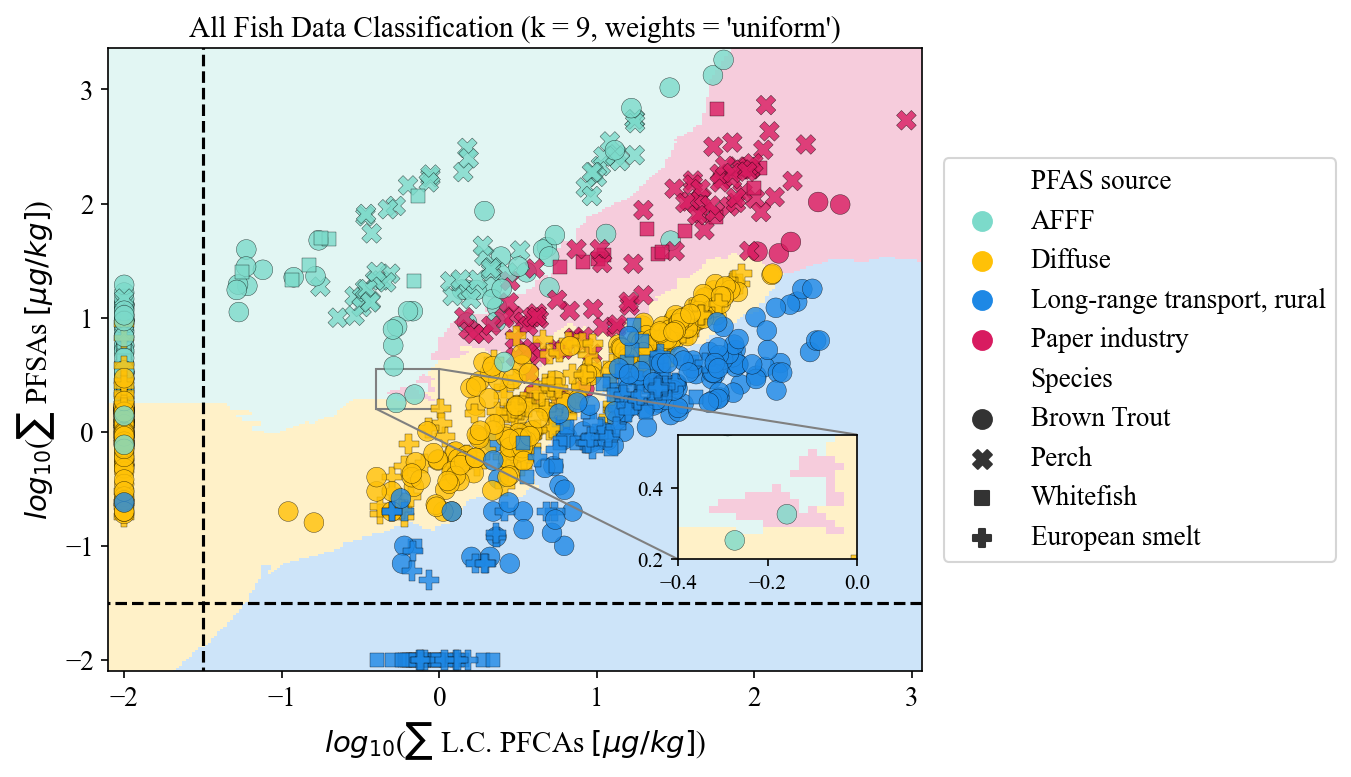 All Fish Data Classification (k = 9, weights = 'uniform')
log₁₀(∑ PFSAs [μg/kg])
3
2
1
0
−1
−2
−2
−1
0
1
2
3
log₁₀(∑ L.C. PFCAs [μg/kg])
0.4
0.2
−0.4
−0.2
0.0
PFAS source
AFFF
Diffuse
Long-range transport, rural
Paper industry
Species
Brown Trout
Perch
Whitefish
European smelt